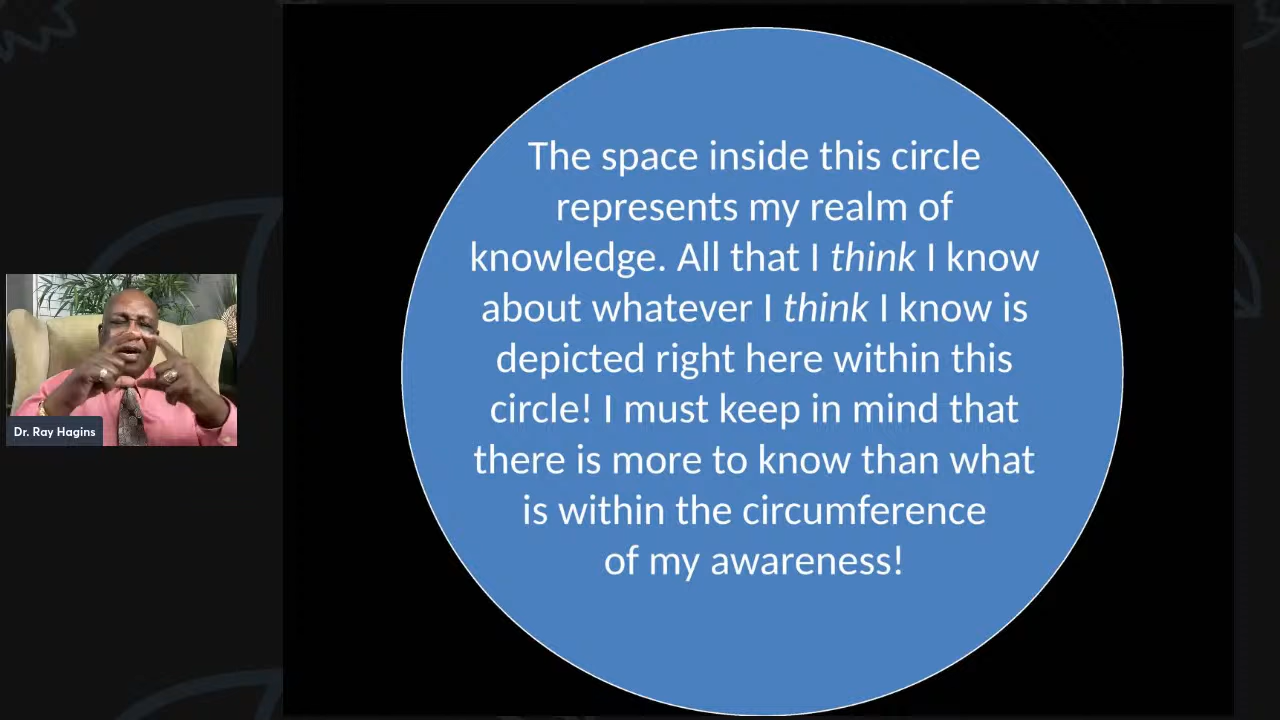 The space inside this circle
represents my realm of
knowledge. All that I think I know
about whatever I think I know is
depicted right here within this
circle! I must keep in mind that
there is more to know than what
is within the circumference
of my awareness!
Dr. Ray Hagins